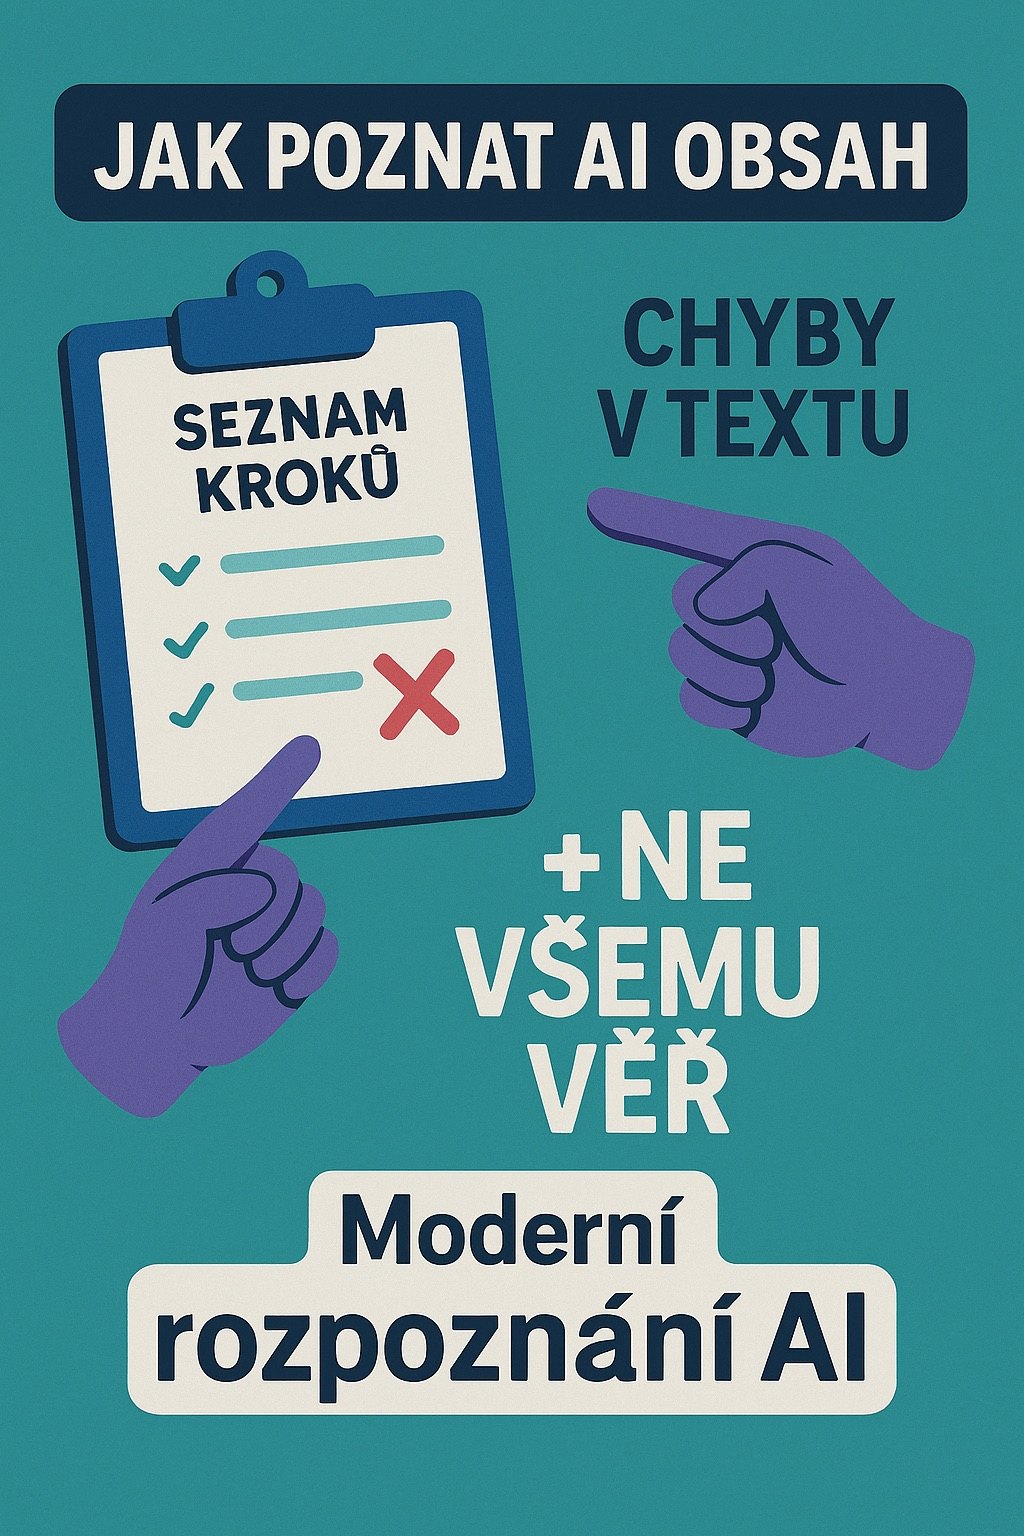 JAK POZNAT AI OBSAH
SEZNAM
KROKŮ
CHYBY
V TEXTU
+ NE
VŠEMU
VĚŘ
Moderní
rozpoznání AI